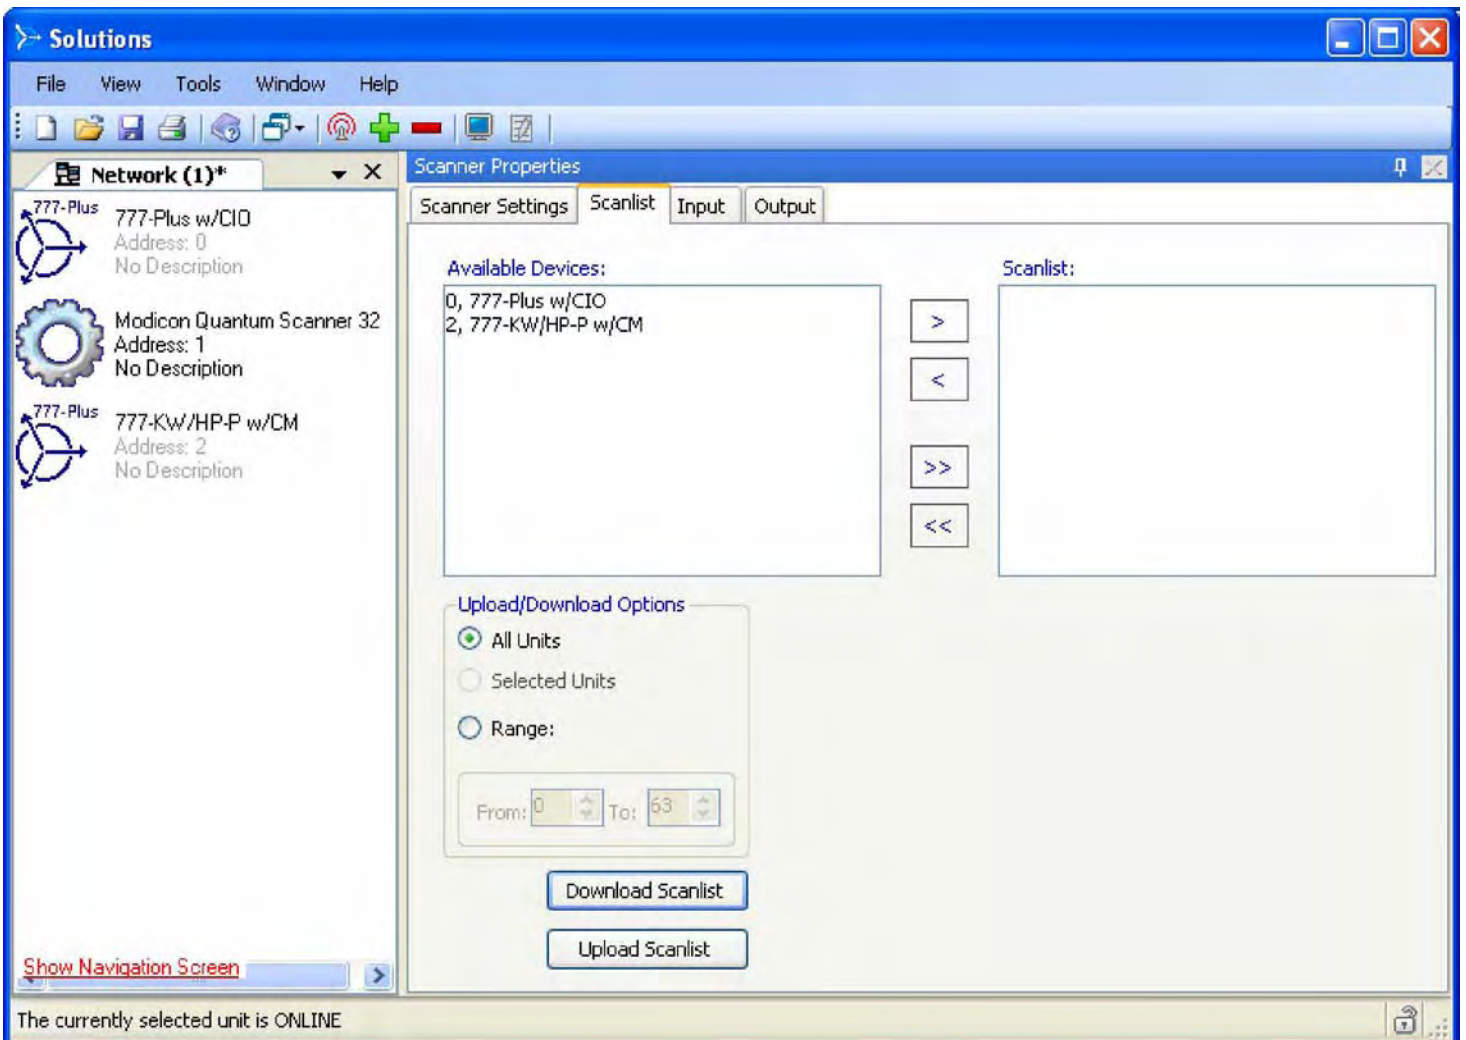 Solutions
File View Tools Window Help
Network (1)*
777-Plus
777-Plus w/CIO
Address: 0
No Description
Modicon Quantum Scanner 32
Address: 1
No Description
777-Plus
777-KW/HP-P w/CM
Address: 2
No Description
Show Navigation Screen
Scanner Properties
Scanner Settings Scanlist Input Output
Available Devices:
0, 777-Plus w/CIO
2, 777-KW/HP-P w/CM
>
<
>>
<<
Scanlist:
Upload/Download Options
All Units
Selected Units
Range:
From: 0 To: 63
Download Scanlist
Upload Scanlist
The currently selected unit is ONLINE